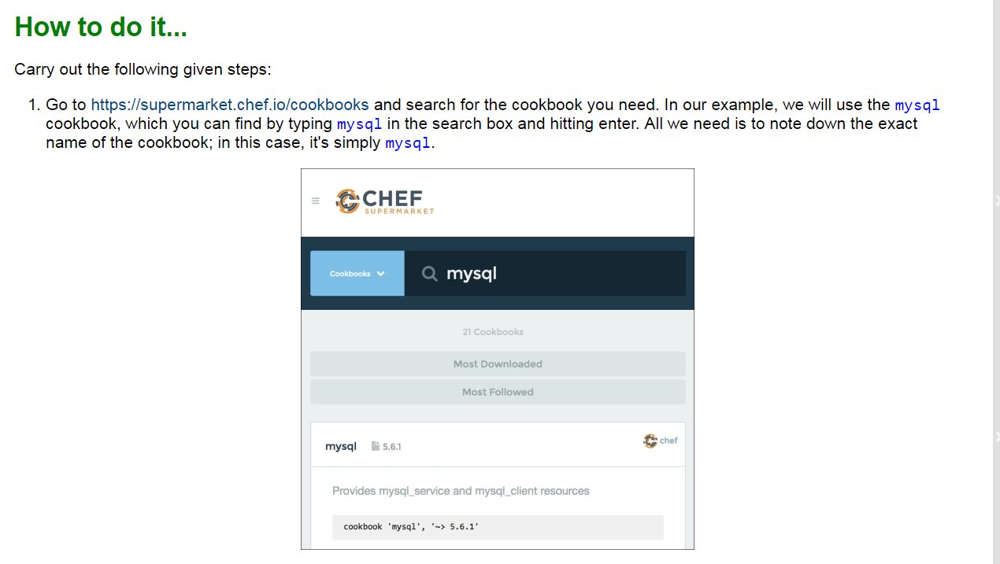 How to do it...
Carry out the following given steps:
1. Go to https://supermarket.chef.io/cookbooks and search for the cookbook you need. In our example, we will use the mysql
cookbook, which you can find by typing mysql in the search box and hitting enter. All we need is to note down the exact
name of the cookbook; in this case, it's simply mysql.
CHEF
SUPERMARKET
Cookbooks
mysql
21 Cookbooks
Most Downloaded
Most Followed
mysql 5.6.1
chef
Provides mysql_service and mysql_client resources
cookbook 'mysql', '~> 5.6.1'